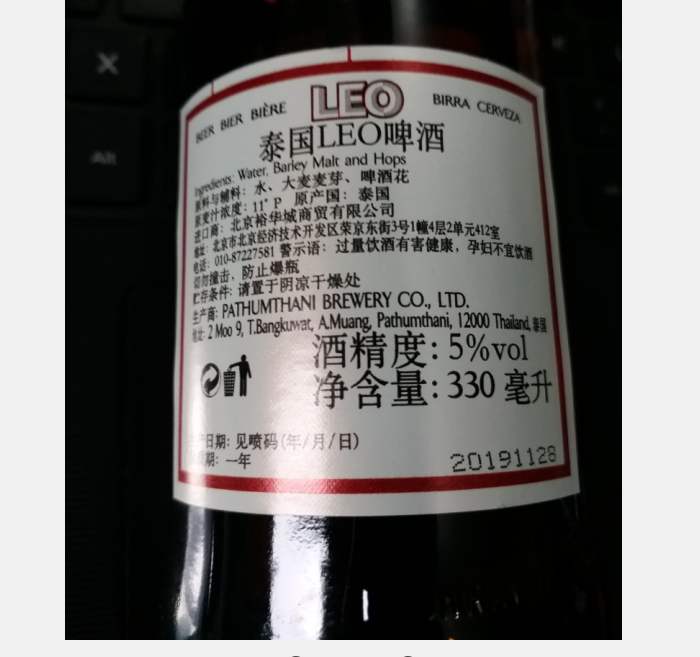 X
Alt
K
BEER BIER BIÈRE LEO BIRRA CERVEZA
泰国LEO啤酒
Ingredients: Water, Barley Malt and Hops
原料与辅料: 水、大麦麦芽、啤酒花
原麦汁浓度: 11° P 原产国: 泰国
进口商: 北京裕华城商贸有限公司
地址: 北京市北京经济技术开发区荣京东街3号1幢4层2单元412室
电话: 010-87227581 警示语: 过量饮酒有害健康, 孕妇不宜饮酒
切勿撞击, 防止爆瓶
贮存条件: 请置于阴凉干燥处
生产商: PATHUMTHANI BREWERY CO., LTD.
地址: 2 Moo 9, T.Bangkuwat, A.Muang, Pathumthani, 12000 Thailand, 泰国
酒精度: 5%vol
净含量: 330 毫升
产日期: 见喷码(年/月/日)
期: 一年
20191128